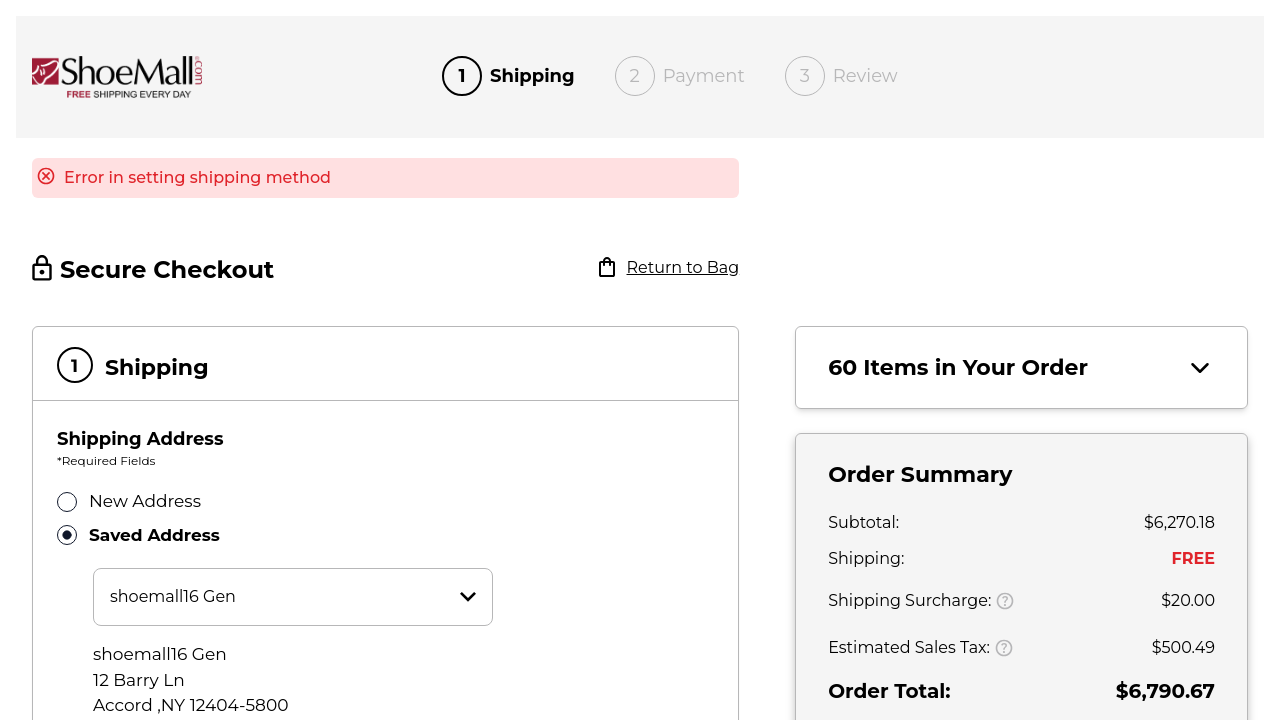 ShoeMall.com
FREE SHIPPING EVERY DAY
1 Shipping
2 Payment
3 Review
Error in setting shipping method
Secure Checkout
Return to Bag
1 Shipping
Shipping Address
*Required Fields
New Address
Saved Address
shoemall16 Gen
shoemall16 Gen
12 Barry Ln
Accord ,NY 12404-5800
60 Items in Your Order
Order Summary
Subtotal: $6,270.18
Shipping: FREE
Shipping Surcharge: ? $20.00
Estimated Sales Tax: ? $500.49
Order Total: $6,790.67